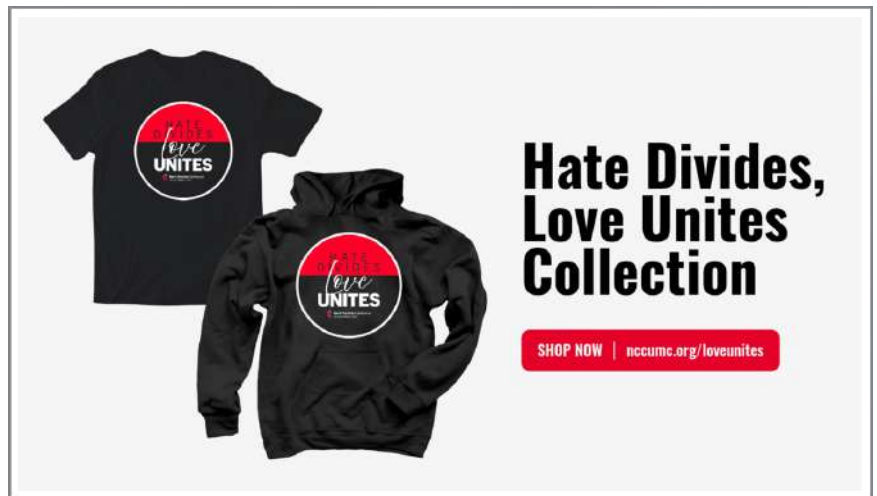 HATE
DIVIDES
love
UNITES
HATE
DIVIDES
love
UNITES
Hate Divides,
Love Unites
Collection
SHOP NOW | nccumc.org/loveunites